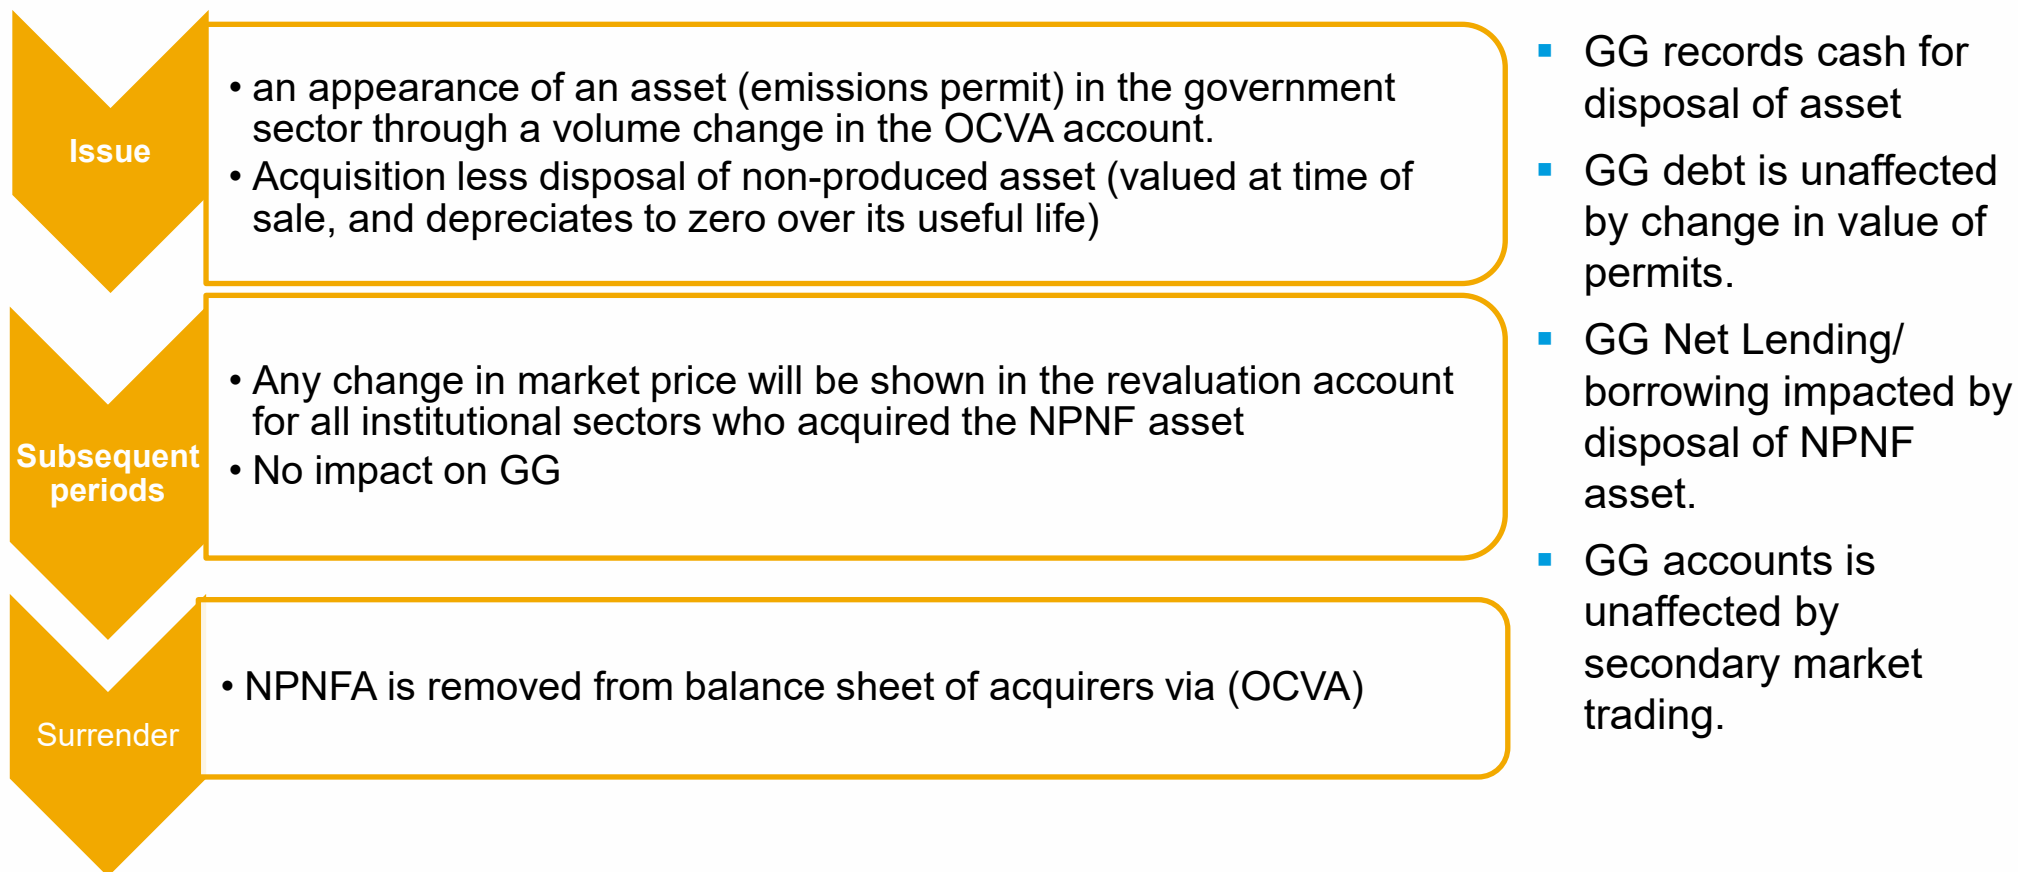 Issue
• an appearance of an asset (emissions permit) in the government
sector through a volume change in the OCVA account.
• Acquisition less disposal of non-produced asset (valued at time of
sale, and depreciates to zero over its useful life)
Subsequent
periods
• Any change in market price will be shown in the revaluation account
for all institutional sectors who acquired the NPNF asset
• No impact on GG
Surrender
• NPNFA is removed from balance sheet of acquirers via (OCVA)
▪ GG records cash for
disposal of asset
▪ GG debt is unaffected
by change in value of
permits.
▪ GG Net Lending/
borrowing impacted by
disposal of NPNF
asset.
▪ GG accounts is
unaffected by
secondary market
trading.